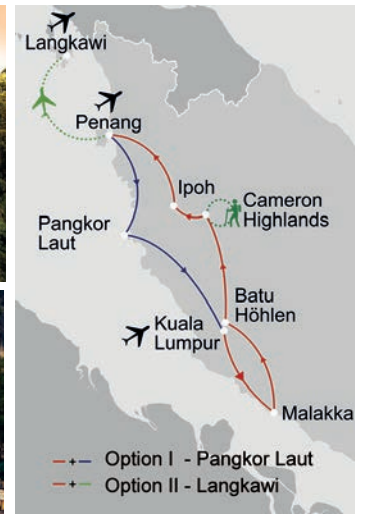 Langkawi
Penang
Ipoh
Cameron
Highlands
Pangkor
Laut
Batu
Höhlen
Kuala
Lumpur
Malakka
Option I - Pangkor Laut
Option II - Langkawi